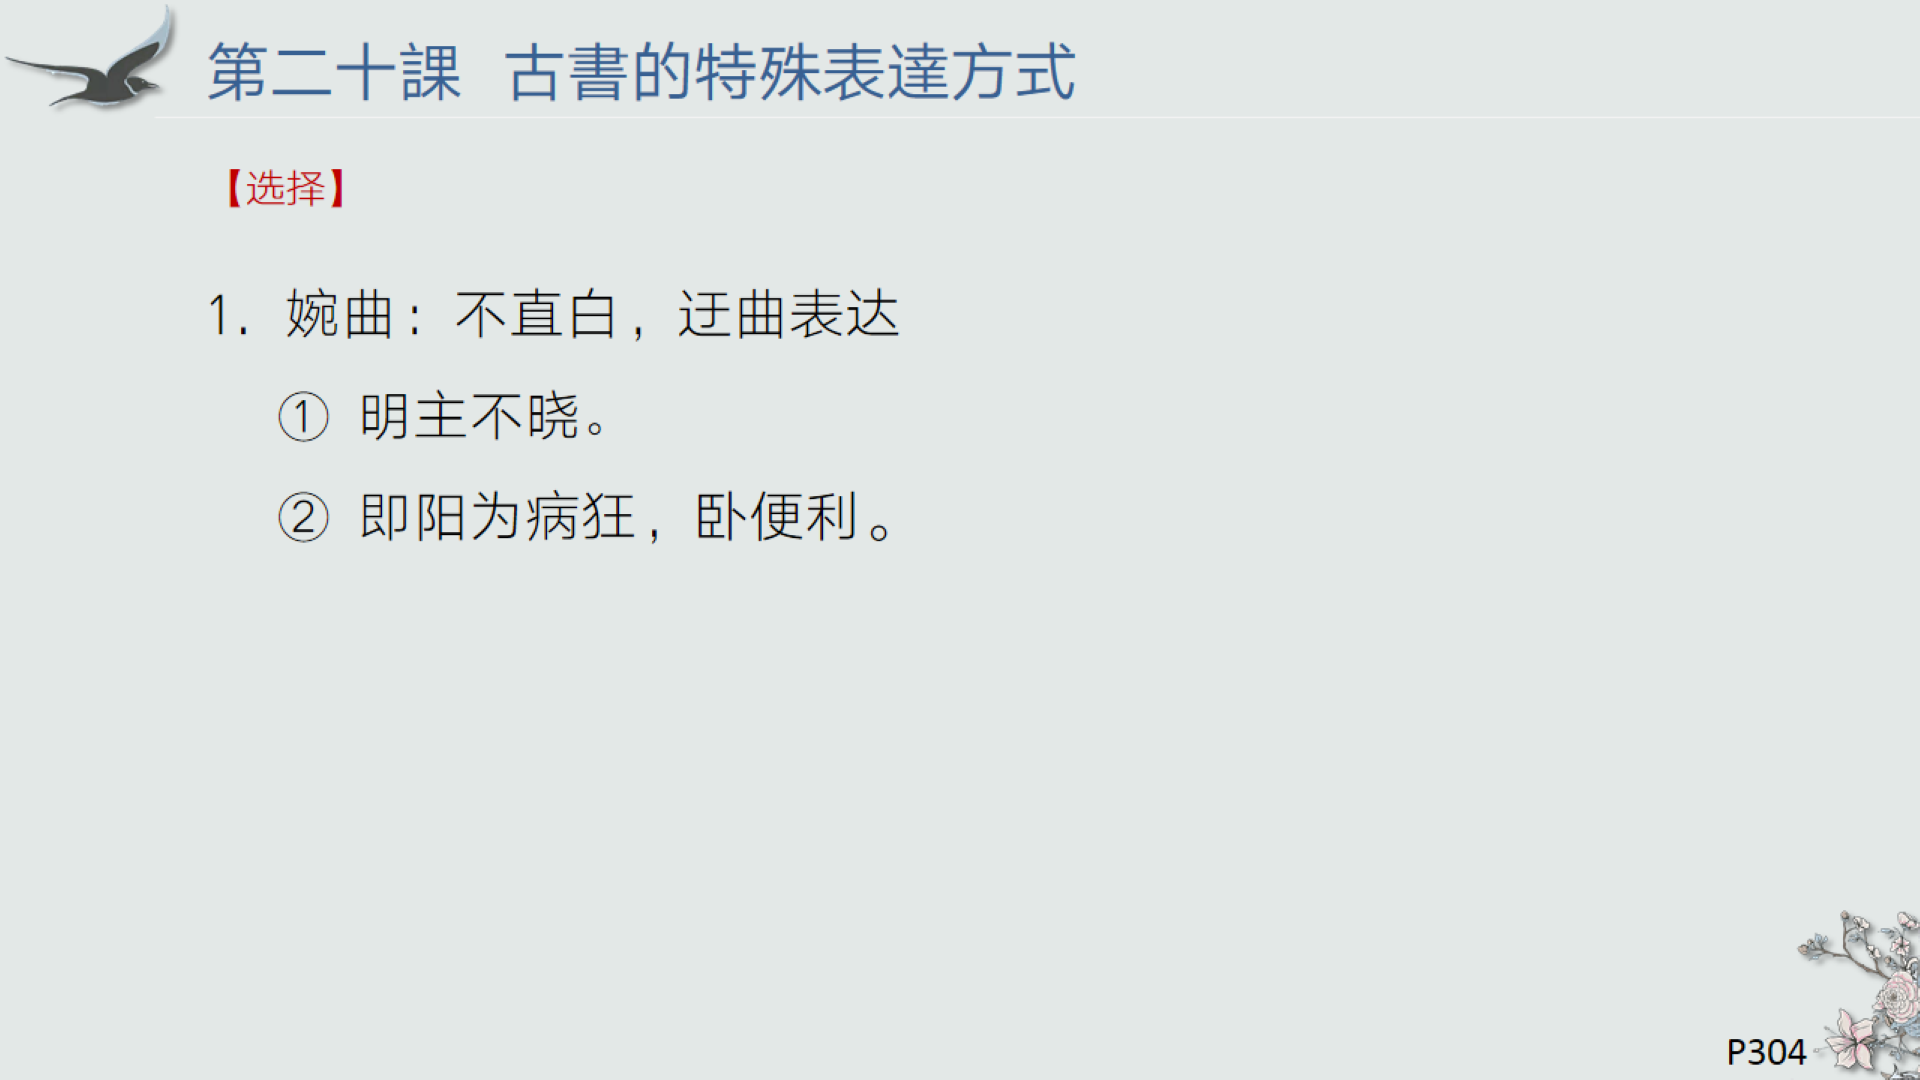 第二十課 古書的特殊表達方式
【选择】
1. 婉曲：不直白，迂曲表达
① 明主不晓。
② 即阳为病狂，卧便利。
P304